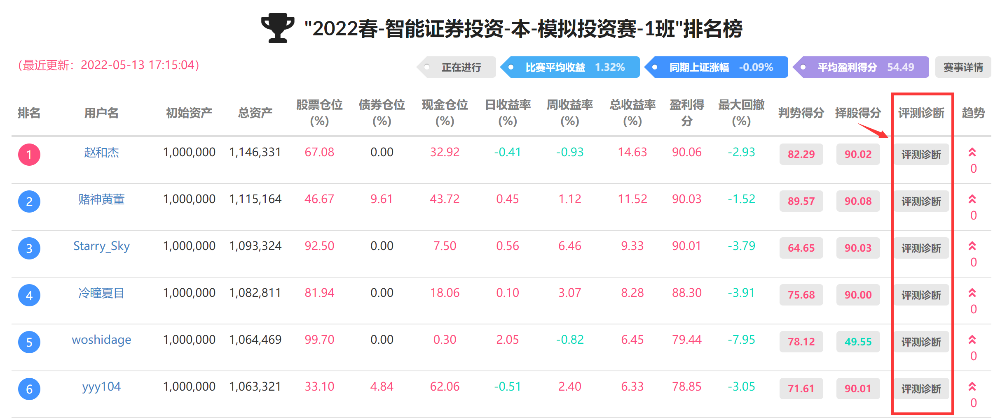 "2022春-智能证券投资-本-模拟投资赛-1班"排名榜
(最近更新：2022-05-13 17:15:04) 正在进行 比赛平均收益 1.32% 同期上证涨幅 -0.09% 平均盈利得分 54.49 赛事详情
排名 用户名 初始资产 总资产 股票仓位(%) 债券仓位(%) 现金仓位(%) 日收益率(%) 周收益率(%) 总收益率(%) 盈利得分 最大回撤(%) 判势得分 择股得分 评测诊断 趋势
1 赵和杰 1,000,000 1,146,331 67.08 0.00 32.92 -0.41 -0.93 14.63 90.06 -2.93 82.29 90.02 评测诊断 0
2 赌神黄董 1,000,000 1,115,164 46.67 9.61 43.72 0.45 1.12 11.52 90.03 -1.52 89.57 90.08 评测诊断 0
3 Starry_Sky 1,000,000 1,093,324 92.50 0.00 7.50 0.56 6.46 9.33 90.01 -3.79 64.65 90.03 评测诊断 0
4 冷瞳夏目 1,000,000 1,082,811 81.94 0.00 18.06 0.10 3.07 8.28 88.30 -3.91 75.68 90.00 评测诊断 0
5 woshidage 1,000,000 1,064,469 99.70 0.00 0.30 2.05 -0.82 6.45 79.44 -7.95 78.12 49.55 评测诊断 0
6 yyy104 1,000,000 1,063,321 33.10 4.84 62.06 -0.51 2.40 6.33 78.85 -3.05 71.61 90.01 评测诊断 0